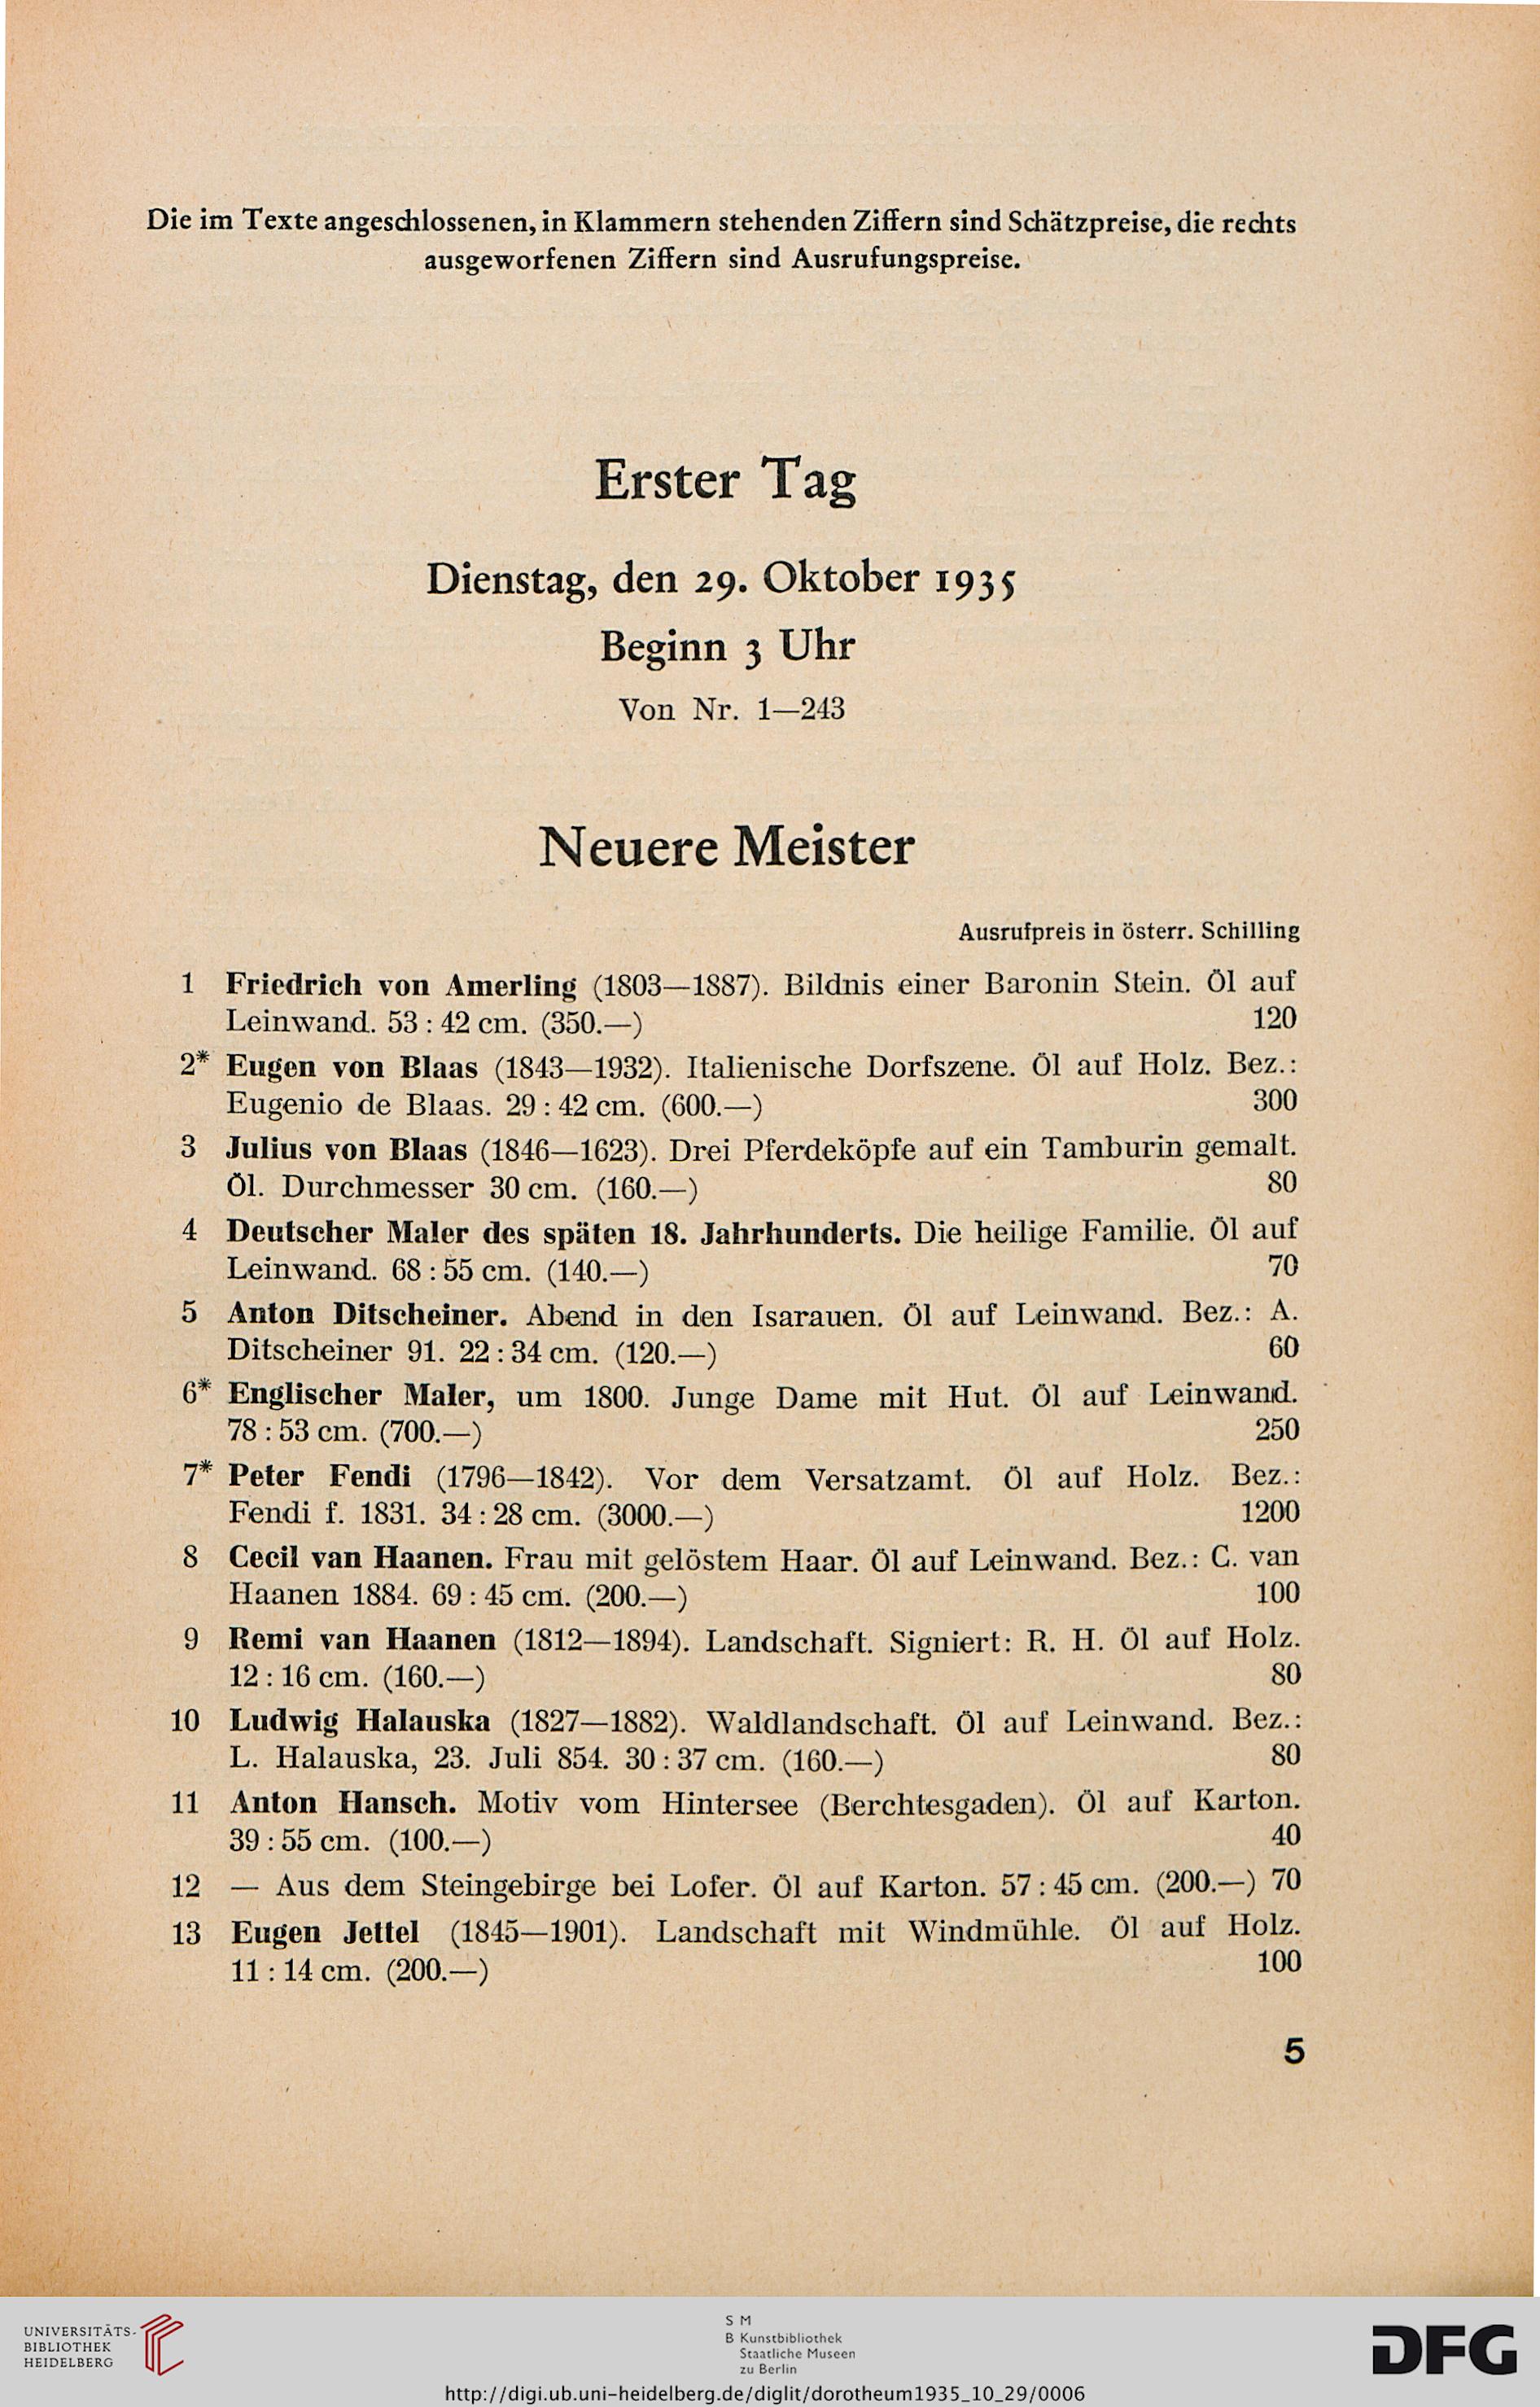 Die im Texte angeschlossenen, in Klammern stehenden Ziffern sind Schätzpreise, die rechts
ausgeworfenen Ziffern sind Ausrufungspreise.
Erster Tag
Dienstag, den 29. Oktober 1935
Beginn 3 Uhr
Von Nr. 1—243
Neuere Meister
Ausrufpreis in österr. Schilling
1 Friedrich von Amerling (1803—1887). Bildnis einer Baronin Stein. Öl auf
Leinwand. 53 : 42 cm. (350.—) 120
2* Eugen von Blaas (1843—1932). Italienische Dorfszene. Öl auf Holz. Bez.:
Eugenio de Blaas. 29 : 42 cm. (600.—) 300
3 Julius von Blaas (1846—1623). Drei Pferdeköpfe auf ein Tamburin gemalt.
Öl. Durchmesser 30 cm. (160.—) 80
4 Deutscher Maler des späten 18. Jahrhunderts. Die heilige Familie. Öl auf
Leinwand. 68 : 55 cm. (140.—) 70
5 Anton Ditscheiner. Abend in den Isarauen. Öl auf Leinwand. Bez.: A.
Ditscheiner 91. 22 : 34 cm. (120.—) 60
6* Englischer Maler, um 1800. Junge Dame mit Hut. Öl auf Leinwand.
78 : 53 cm. (700.—) 250
7* Peter Fendi (1796—1842). Vor dem Versatzamt. Öl auf Holz. Bez.:
Fendi f. 1831. 34 : 28 cm. (3000.—) 1200
8 Cecil van Haanen. Frau mit gelöstem Haar. Öl auf Leinwand. Bez.: C. van
Haanen 1884. 69 : 45 cm. (200.—) 100
9 Remi van Haanen (1812—1894). Landschaft. Signiert: R. H. Öl auf Holz.
12 : 16 cm. (160.—) 80
10 Ludwig Halauska (1827—1882). Waldlandschaft. Öl auf Leinwand. Bez.:
L. Halauska, 23. Juli 854. 30 : 37 cm. (160.—) 80
11 Anton Hansch. Motiv vom Hintersee (Berchtesgaden). Öl auf Karton.
39 : 55 cm. (100.—) 40
12 — Aus dem Steingebirge bei Lofer. Öl auf Karton. 57 : 45 cm. (200.—) 70
13 Eugen Jettel (1845—1901). Landschaft mit Windmühle. Öl auf Holz.
11 : 14 cm. (200.—) 100
5
UNIVERSITÄTS-
BIBLIOTHEK
HEIDELBERG
S M
B Kunstbibliothek
Staatliche Museen
zu Berlin
DFG
http://digi.ub.uni-heidelberg.de/diglit/dorotheum1935_10_29/0006